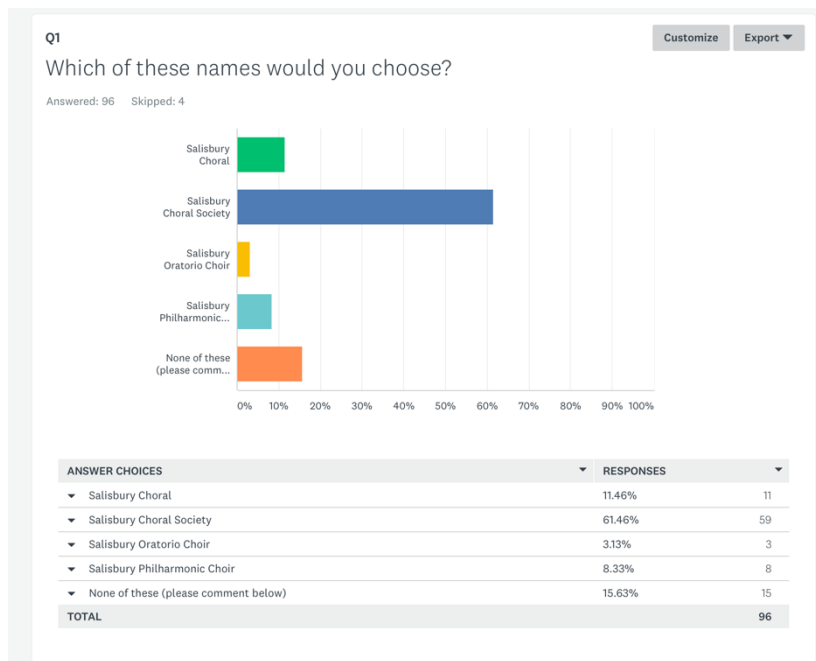 Q1
Customize
Export
Which of these names would you choose?
Answered: 96 Skipped: 4
Salisbury
Choral
Salisbury
Choral Society
Salisbury
Oratorio Choir
Salisbury
Philharmonic...
None of these
(please comm...
0% 10% 20% 30% 40% 50% 60% 70% 80% 90% 100%
ANSWER CHOICES RESPONSES
Salisbury Choral 11.46% 11
Salisbury Choral Society 61.46% 59
Salisbury Oratorio Choir 3.13% 3
Salisbury Philharmonic Choir 8.33% 8
None of these (please comment below) 15.63% 15
TOTAL 96